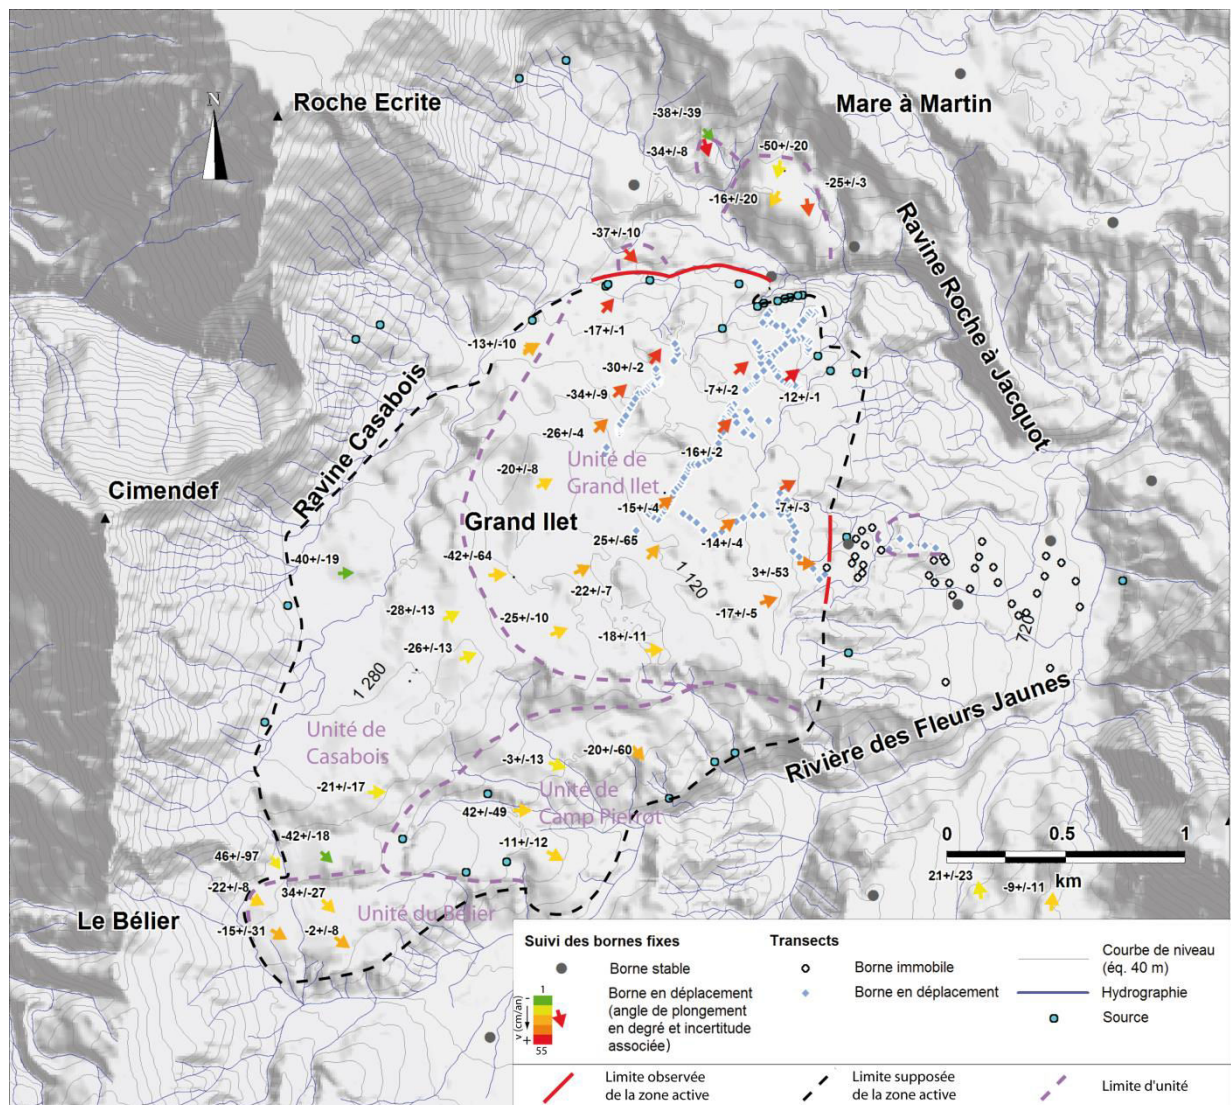 N
Roche Ecrite
Mare à Martin
-38+/-39
-34+/-8
-50+/-20
-25+/-3
-16+/-20
-37+/-10
Ravine Roche à Jacquot
-17+/-1
-13+/-10
-30+/-2
-34+/-9
-7+/-2
-12+/-1
Ravine Casabois
-26+/-4
-16+/-2
-20+/-8
Unité de
Grand Ilet
Cimendef
-15+/-4
-7+/-3
Grand Ilet
-14+/-4
25+/-65
-40+/-19
-42+/-64
3+/-53
1 120
-22+/-7
-28+/-13
-25+/-10
-17+/-5
-18+/-11
-26+/-13
720
1 280
Unité de
Casabois
Rivière des Fleurs Jaunes
-3+/-13
-20+/-60
-21+/-17
Unité de
Camp Pierrot
42+/-49
-42+/-18
-11+/-12
46+/-97
-22+/-8
34+/-27
Le Bélier
Unité du Bélier
-15+/-31
-2+/-8
0
0.5
1
km
21+/-23
-9+/-11
Suivi des bornes fixes
Borne stable
1
-
v (cm/an)
+
55
Borne en déplacement
(angle de plongement
en degré et incertitude
associée)
Transects
Borne immobile
Borne en déplacement
Courbe de niveau
(éq. 40 m)
Hydrographie
Source
Limite observée
de la zone active
Limite supposée
de la zone active
Limite d'unité